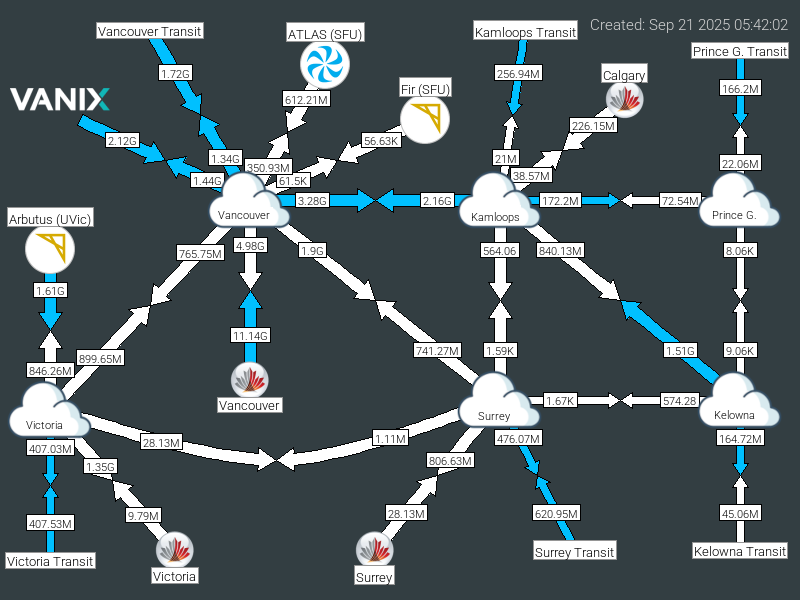 Created: Sep 21 2025 05:42:02
Vancouver Transit
ATLAS (SFU)
Kamloops Transit
Prince G. Transit
1.72G
256.94M
Calgary
166.2M
VANIX
612.21M
Fir (SFU)
226.15M
2.12G
56.63K
1.34G
350.93M
21M
22.06M
1.44G
61.5K
38.57M
3.28G
2.16G
172.2M
72.54M
Vancouver
Kamloops
Prince G.
Arbutus (UVic)
765.75M
4.98G
1.9G
564.06
840.13M
8.06K
1.61G
11.14G
899.65M
741.27M
1.59K
1.51G
9.06K
846.26M
Vancouver
1.67K
574.28
Victoria
Surrey
Kelowna
407.03M
28.13M
1.11M
476.07M
164.72M
1.35G
806.63M
407.53M
9.79M
28.13M
620.95M
45.06M
Victoria Transit
Victoria
Surrey
Surrey Transit
Kelowna Transit